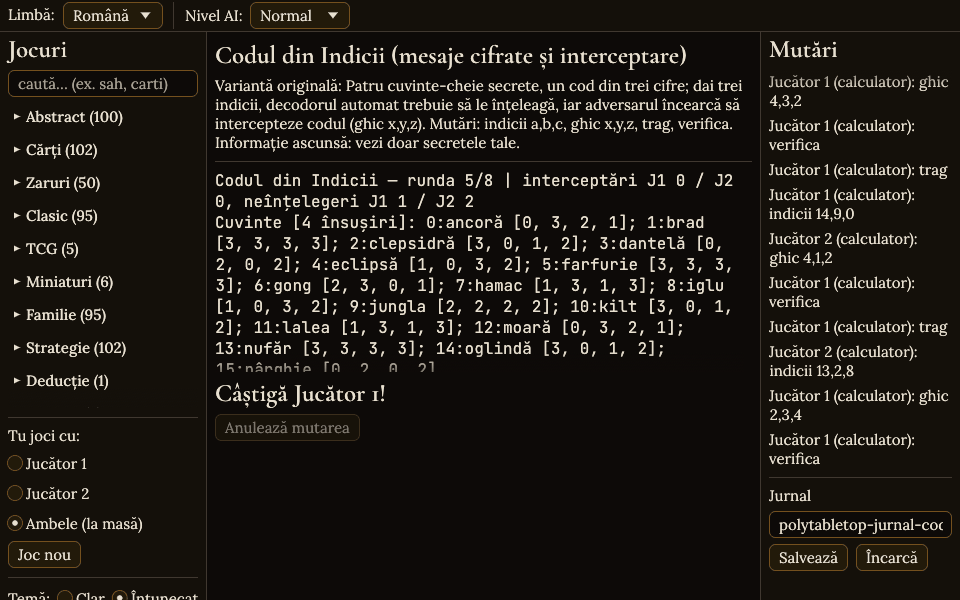 Limbă: Română ▼ Nivel AI: Normal ▼
Jocuri
caută... (ex. sah, carti)
▸ Abstract (100)
▸ Cărți (102)
▸ Zaruri (50)
▸ Clasic (95)
▸ TCG (5)
▸ Miniaturi (6)
▸ Familie (95)
▸ Strategie (102)
▸ Deducție (1)
Tu joci cu:
Jucător 1
Jucător 2
Ambele (la masă)
Joc nou
Temă: Clar Întunecat
Codul din Indicii (mesaje cifrate și interceptare)
Variantă originală: Patru cuvinte-cheie secrete, un cod din trei cifre; dai trei
indicii, decodorul automat trebuie să le înțeleagă, iar adversarul încearcă să
intercepteze codul (ghic x,y,z). Mutări: indicii a,b,c, ghic x,y,z, trag, verifica.
Informație ascunsă: vezi doar secretele tale.
Codul din Indicii — runda 5/8 | interceptări J1 0 / J2
0, neînțelegeri J1 1 / J2 2
Cuvinte [4 însușiri]: 0:ancoră [0, 3, 2, 1]; 1:brad
[3, 3, 3, 3]; 2:clepsidră [3, 0, 1, 2]; 3:dantelă [0,
2, 0, 2]; 4:eclipsă [1, 0, 3, 2]; 5:farfurie [3, 3, 3,
3]; 6:gong [2, 3, 0, 1]; 7:hamac [1, 3, 1, 3]; 8:iglu
[1, 0, 3, 2]; 9:jungla [2, 2, 2, 2]; 10:kilt [3, 0, 1,
2]; 11:lalea [1, 3, 1, 3]; 12:moară [0, 3, 2, 1];
13:nufăr [3, 3, 3, 3]; 14:oglindă [3, 0, 1, 2];
15:pârghie [0, 2, 0, 2]
Câștigă Jucător 1!
Anulează mutarea
Mutări
Jucător 1 (calculator): ghic
4,3,2
Jucător 1 (calculator):
verifica
Jucător 1 (calculator): trag
Jucător 1 (calculator):
indicii 14,9,0
Jucător 2 (calculator):
ghic 4,1,2
Jucător 1 (calculator):
verifica
Jucător 1 (calculator): trag
Jucător 2 (calculator):
indicii 13,2,8
Jucător 1 (calculator): ghic
2,3,4
Jucător 1 (calculator):
verifica
Jurnal
polytabletop-jurnal-cod
Salvează Încarcă